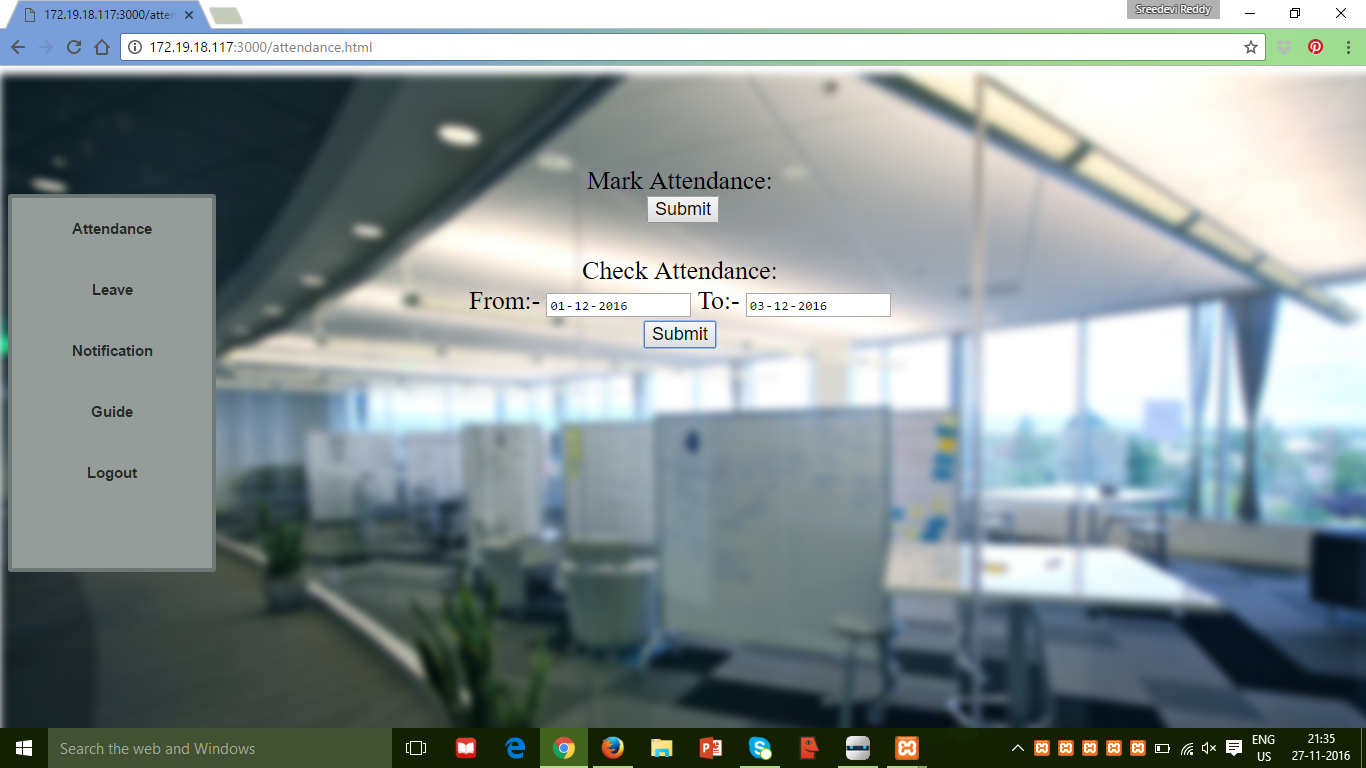 172.19.18.117:3000/atten
Sreedevi Reddy
172.19.18.117:3000/attendance.html
Mark Attendance:
Submit
Attendance
Leave
Notification
Guide
Logout
Check Attendance:
From:- 01-12-2016 To:- 03-12-2016
Submit
Search the web and Windows
ENG
US
21:35
27-11-2016